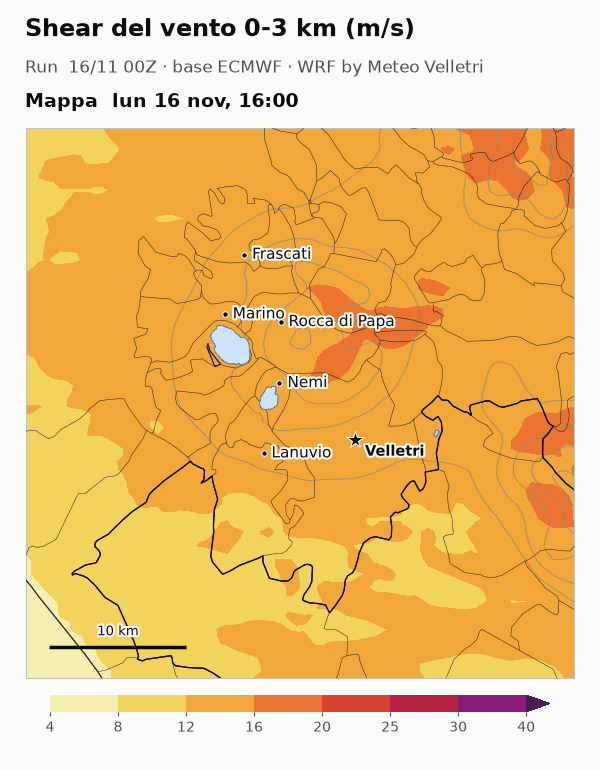 Shear del vento 0-3 km (m/s)
Run  16/11 00Z · base ECMWF · WRF by Meteo Velletri
Mappa  lun 16 nov, 16:00
Frascati
Marino
Rocca di Papa
Nemi
Velletri
Lanuvio
10 km
4 8 12 16 20 25 30 40